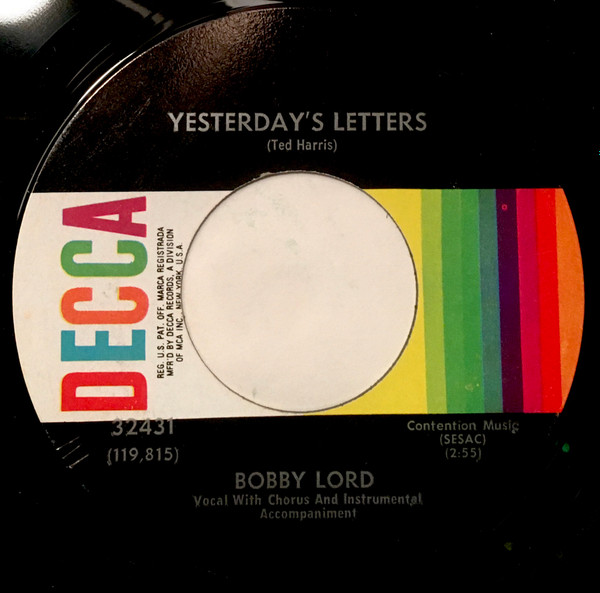 YESTERDAY'S LETTERS
(Ted Harris)
DECCA
REG. U.S. PAT. OFF. MARCA REGISTRADA
MFR'D BY DECCA RECORDS, A DIVISION
OF MCA INC., NEW YORK, U.S.A.
32431
(119,815)
Contention Music
(SESAC)
(2:55)
BOBBY LORD
Vocal With Chorus And Instrumental
Accompaniment